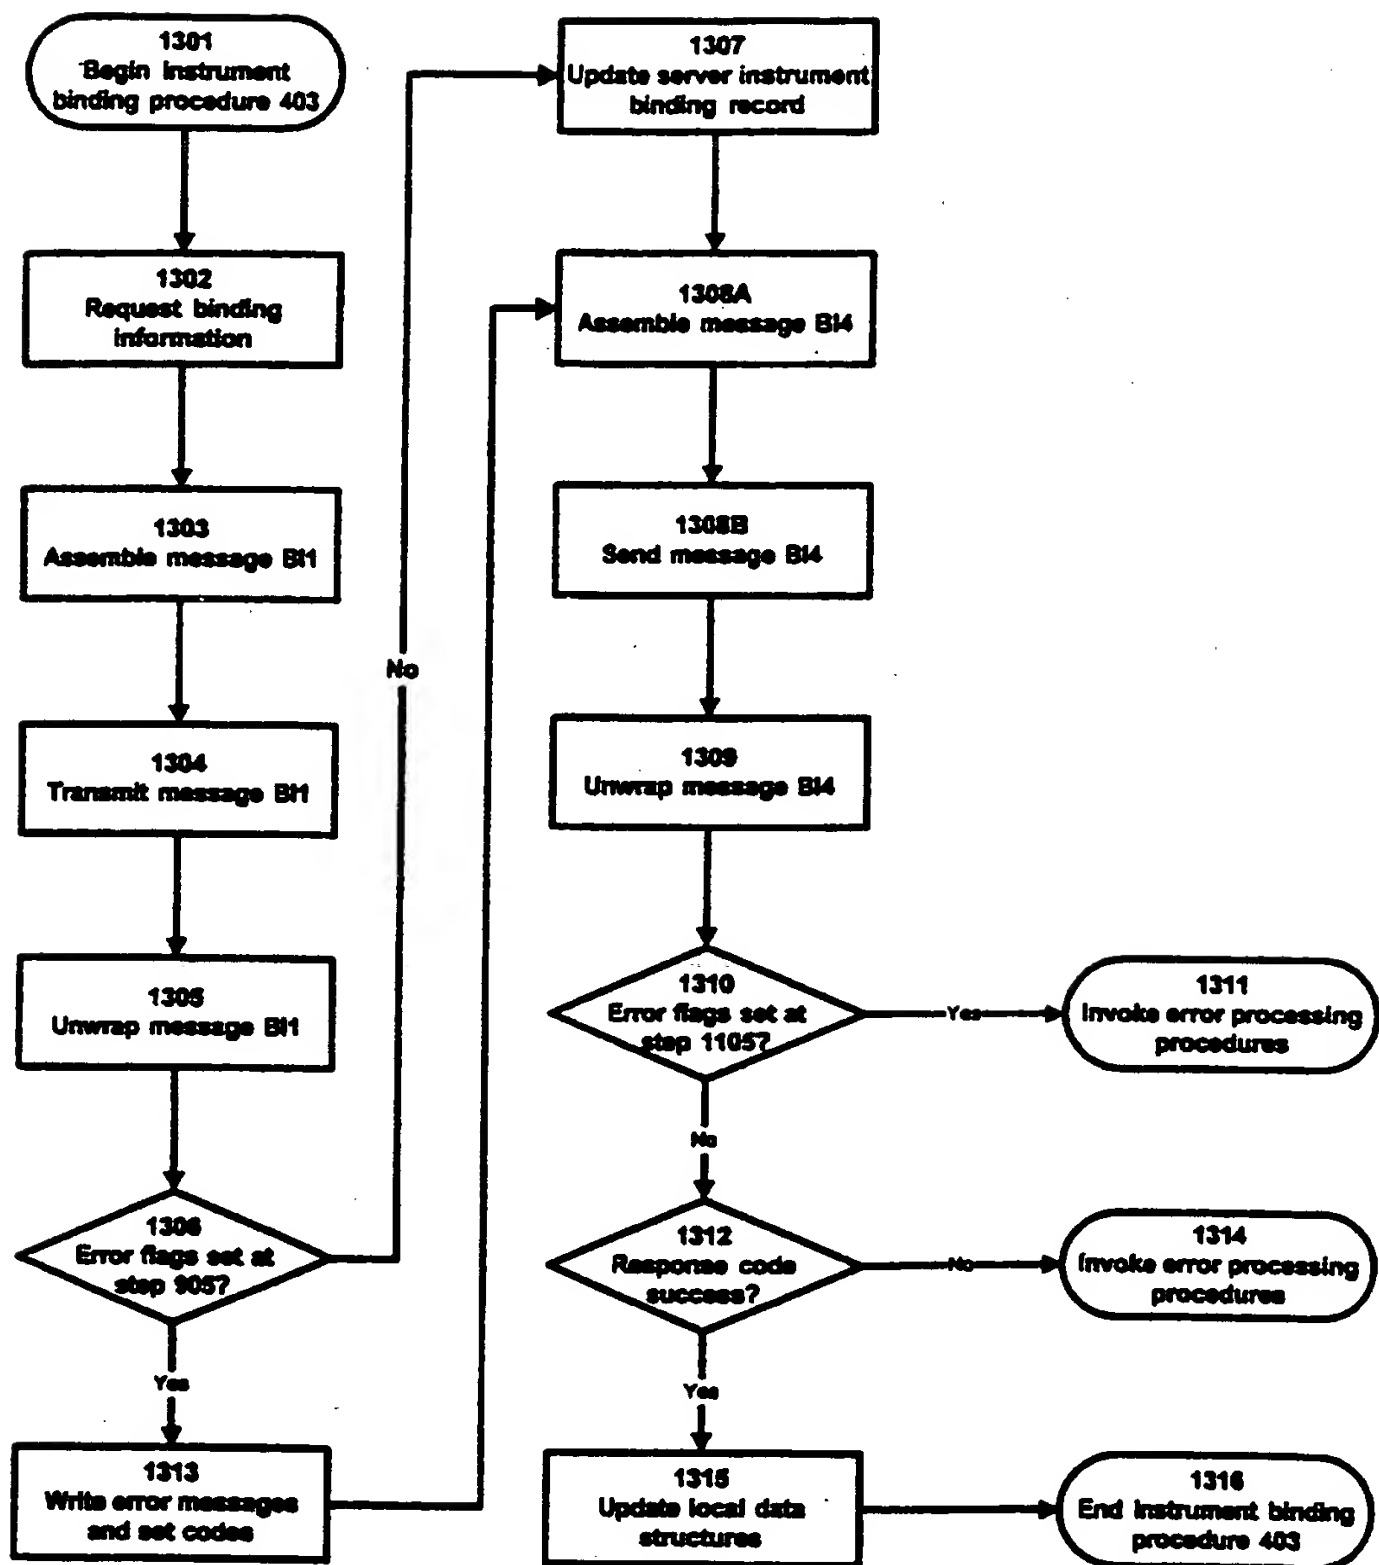 1301
Begin instrument
binding procedure 403
1302
Request binding
information
1303
Assemble message BI1
1304
Transmit message BI1
1305
Unwrap message BI1
1306
Error flags set at
step 905?
Yes
No
1313
Write error messages
and set codes
1307
Update server instrument
binding record
1308A
Assemble message BI4
1308B
Send message BI4
1309
Unwrap message BI4
1310
Error flags set at
step 1105?
Yes
1311
Invoke error processing
procedures
No
1312
Response code
success?
No
1314
Invoke error processing
procedures
Yes
1315
Update local data
structures
1316
End instrument binding
procedure 403